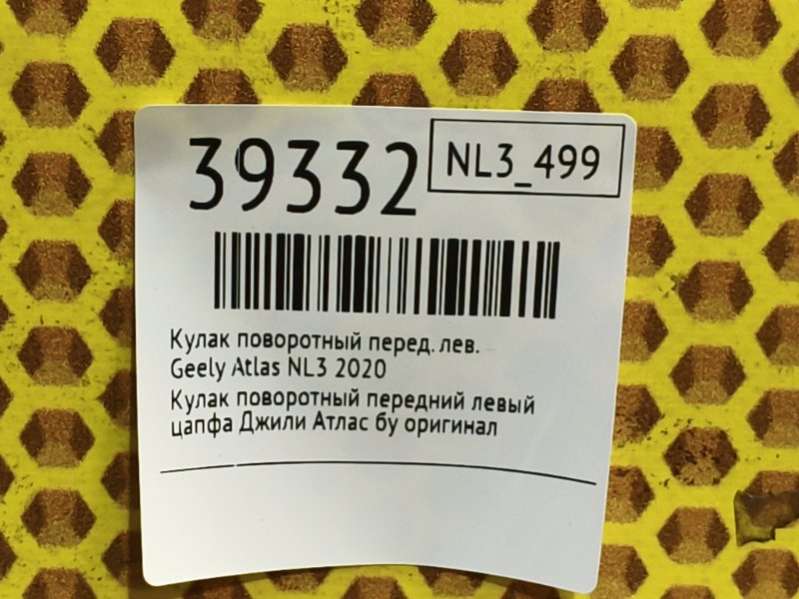 39332
NL3_499
Кулак поворотный перед. лев.
Geely Atlas NL3 2020
Кулак поворотный передний левый
цапфа Джили Атлас бу оригинал